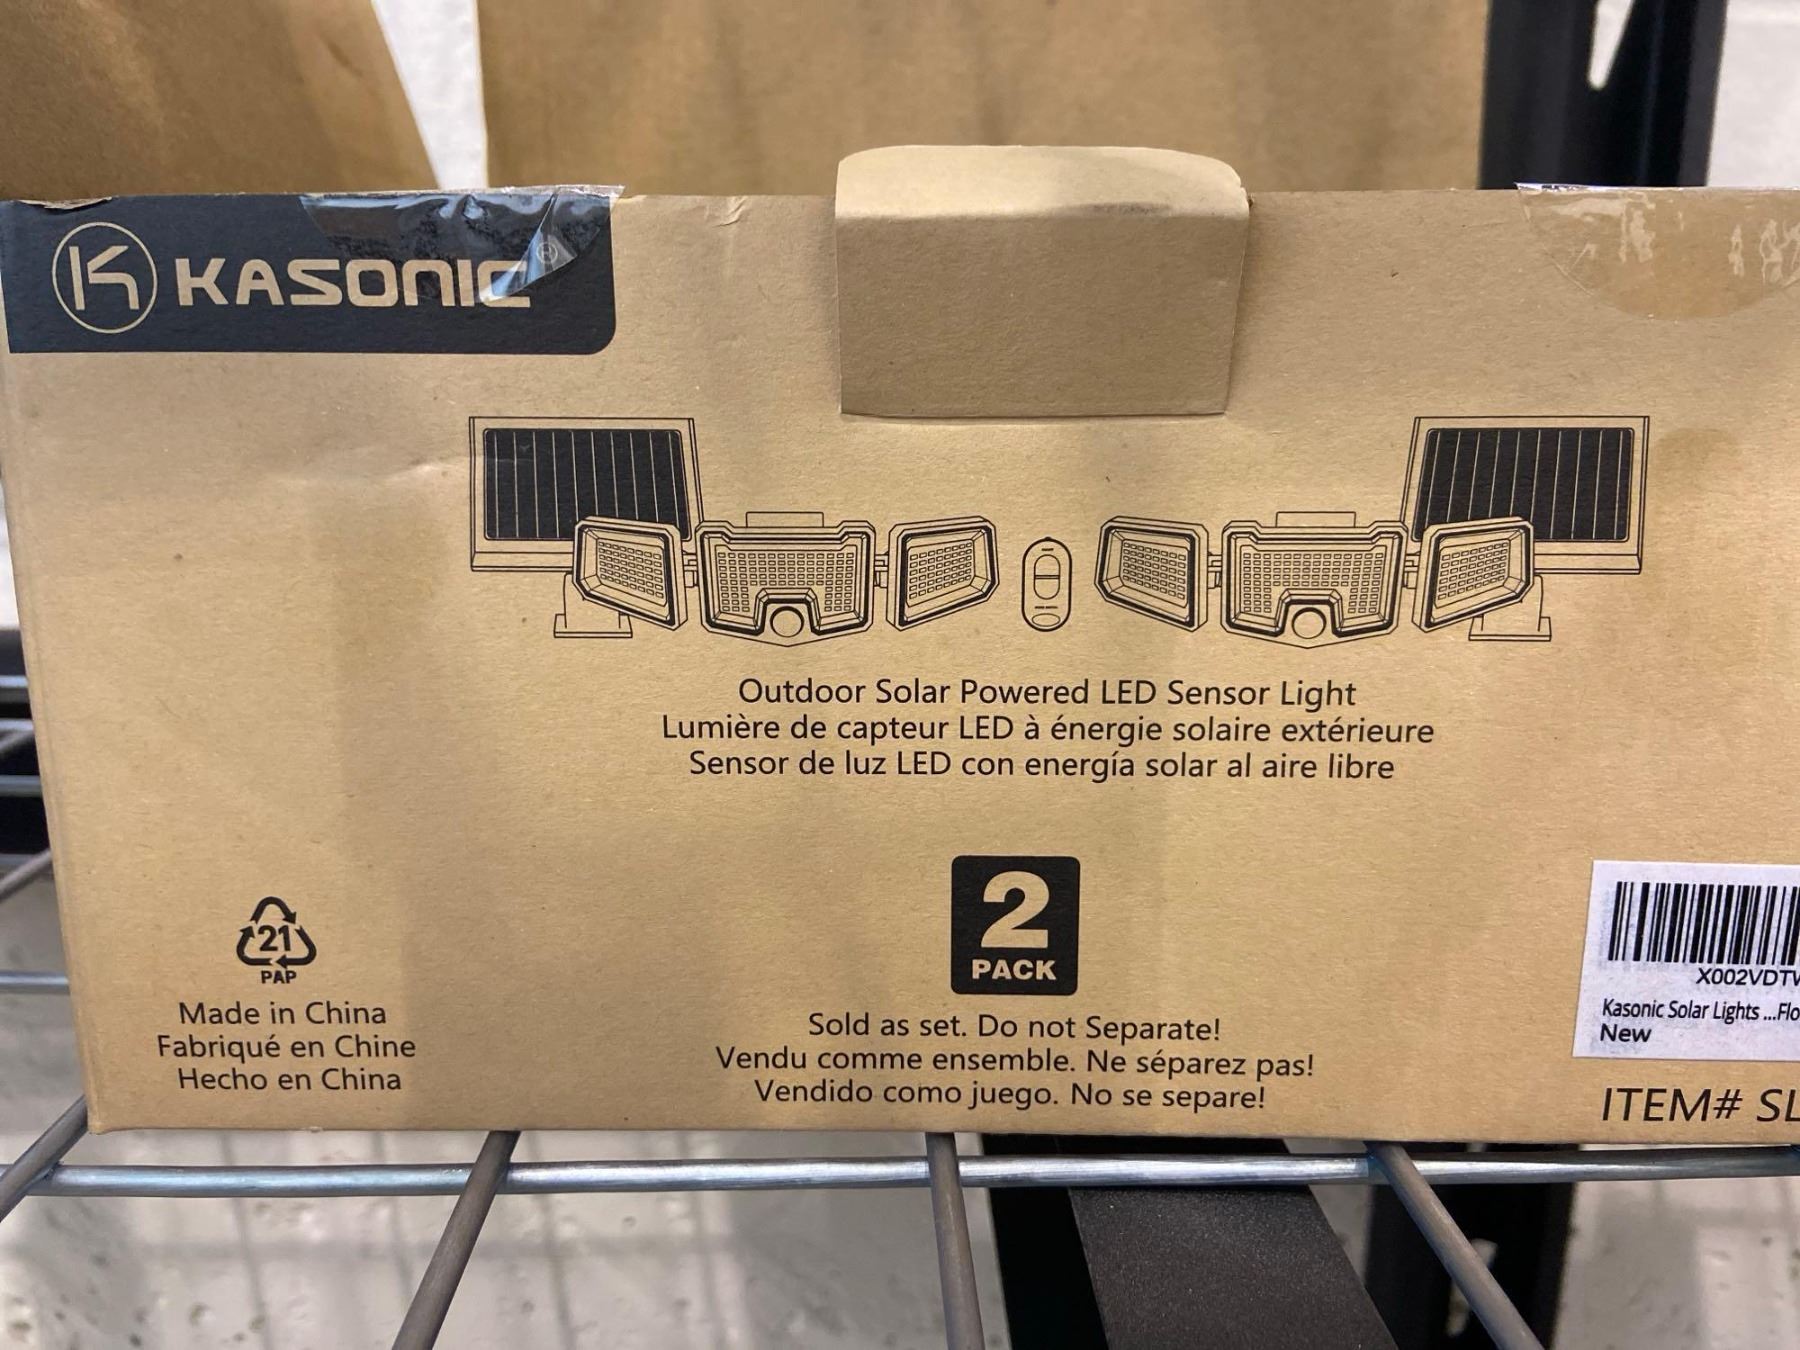 KASONIC®
Outdoor Solar Powered LED Sensor Light
Lumière de capteur LED à énergie solaire extérieure
Sensor de luz LED con energía solar al aire libre
21
PAP
Made in China
Fabriqué en Chine
Hecho en China
2
PACK
Sold as set. Do not Separate!
Vendu comme ensemble. Ne séparez pas!
Vendido como juego. No se separe!
X002VDT
Kasonic Solar Lights ...Flo
New
ITEM# SL